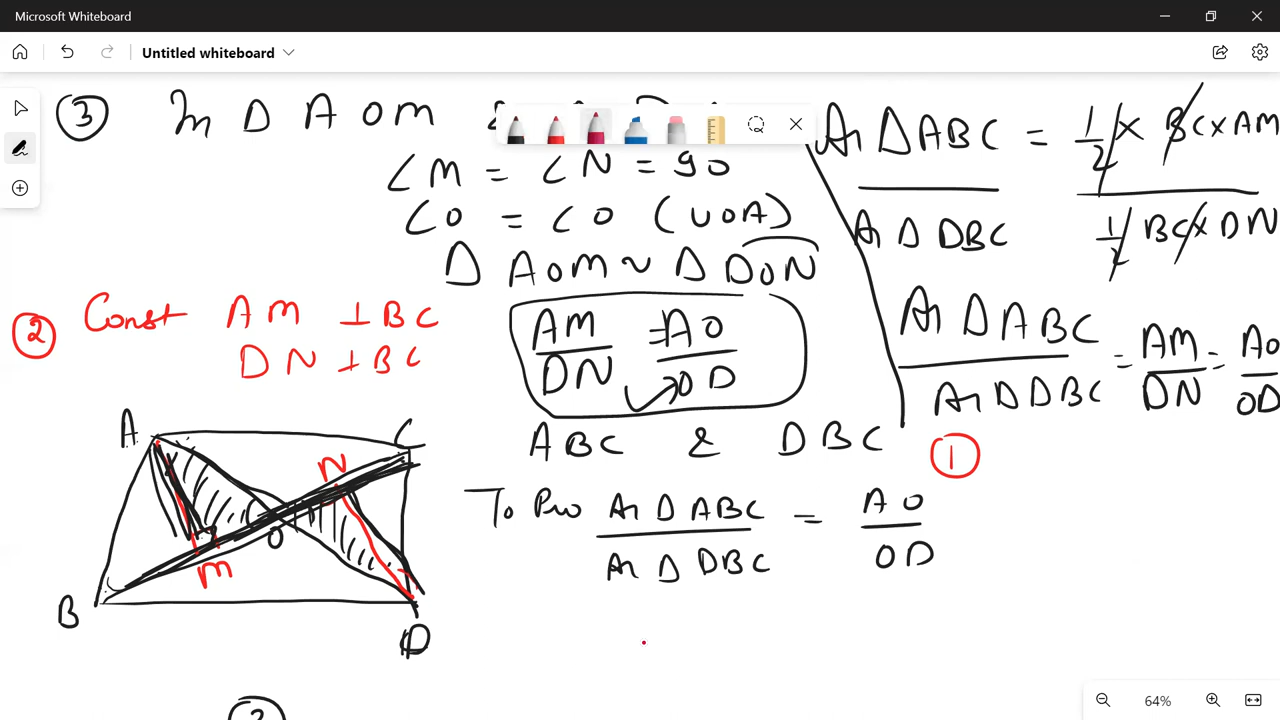 Microsoft Whiteboard
Untitled whiteboard
③ In Δ AOM
∠M = ∠N = 90
∠O = ∠O (VOA)
Δ AOM ~ Δ DON
AM/DN = AO/OD
② Const AM ⊥ BC
DN ⊥ BC
ABC & DBC
To Pro Ar Δ ABC / Ar Δ DBC = AO/OD
Ar Δ ABC / Ar Δ DBC = 1/2 × BC × AM / 1/2 BC × DN
Ar Δ ABC / Ar Δ DBC = AM/DN = AO/OD
①
A
C
N
O
M
B
D
64%